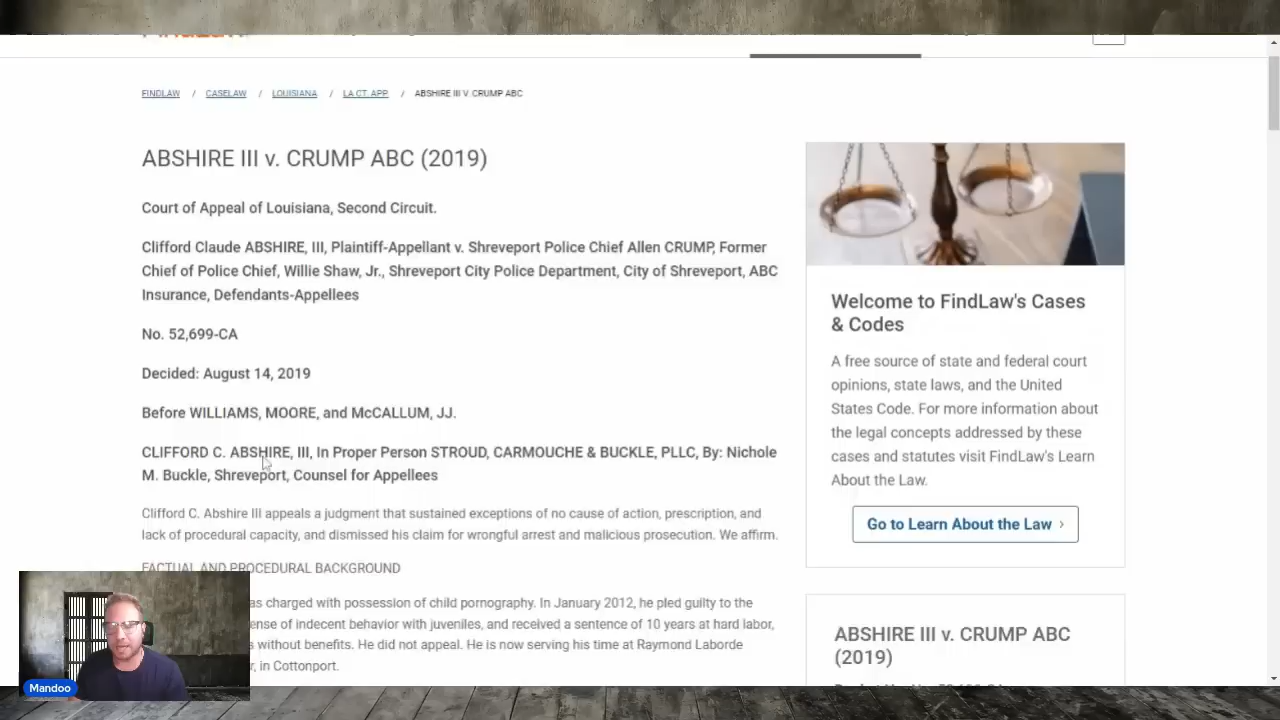 FINDLAW / CASELAW / LOUISIANA / LA CT. APP. / ABSHIRE III V. CRUMP ABC
ABSHIRE III v. CRUMP ABC (2019)
Court of Appeal of Louisiana, Second Circuit.
Clifford Claude ABSHIRE, III, Plaintiff-Appellant v. Shreveport Police Chief Allen CRUMP, Former
Chief of Police Chief, Willie Shaw, Jr., Shreveport City Police Department, City of Shreveport, ABC
Insurance, Defendants-Appellees
No. 52,699-CA
Decided: August 14, 2019
Before WILLIAMS, MOORE, and McCALLUM, JJ.
CLIFFORD C. ABSHIRE, III, In Proper Person STROUD, CARMOUCHE & BUCKLE, PLLC, By: Nichole
M. Buckle, Shreveport, Counsel for Appellees
Clifford C. Abshire III appeals a judgment that sustained exceptions of no cause of action, prescription, and
lack of procedural capacity, and dismissed his claim for wrongful arrest and malicious prosecution. We affirm.
FACTUAL AND PROCEDURAL BACKGROUND
as charged with possession of child pornography. In January 2012, he pled guilty to the
ense of indecent behavior with juveniles, and received a sentence of 10 years at hard labor,
without benefits. He did not appeal. He is now serving his time at Raymond Laborde
, in Cottonport.
Welcome to FindLaw's Cases
& Codes
A free source of state and federal court
opinions, state laws, and the United
States Code. For more information about
the legal concepts addressed by these
cases and statutes visit FindLaw's Learn
About the Law.
Go to Learn About the Law ›
ABSHIRE III v. CRUMP ABC
(2019)
Mandoo